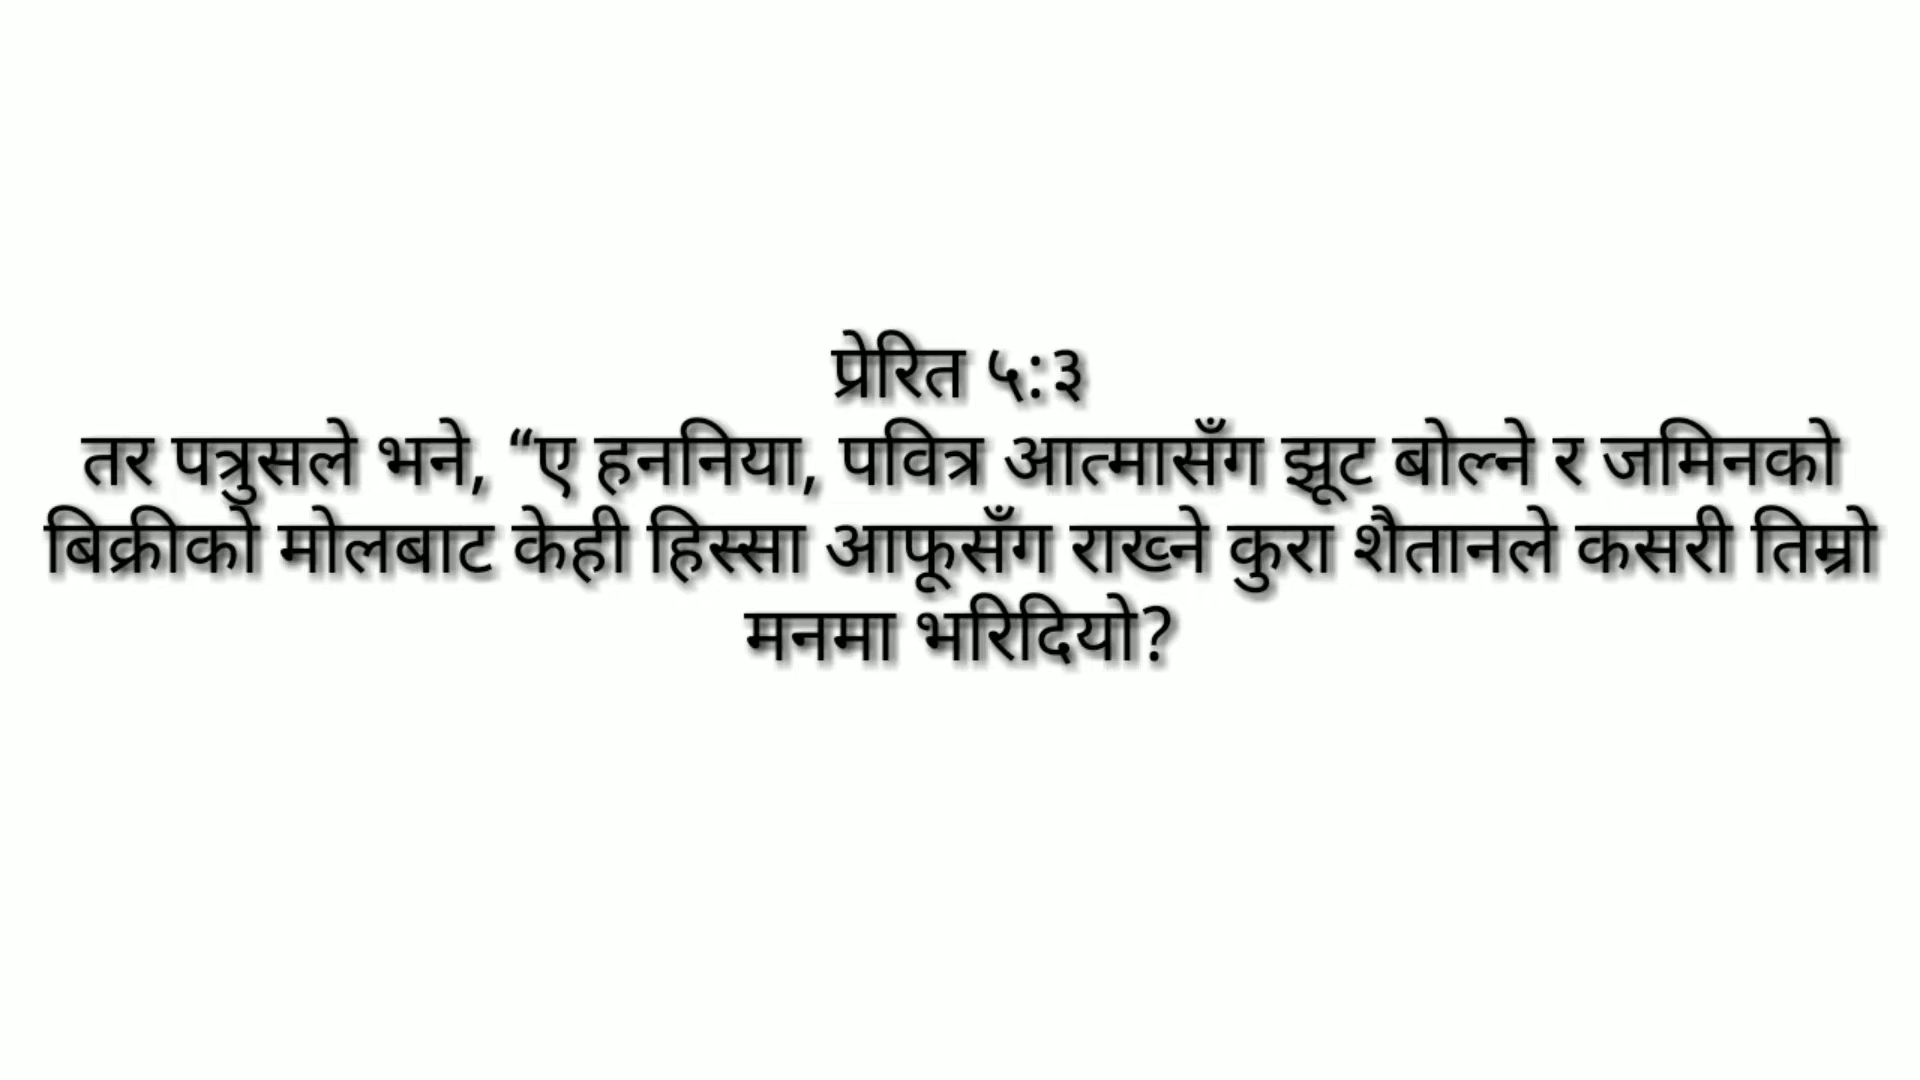 प्रेरित ५:३
तर पत्रुसले भने, “ए हननिया, पवित्र आत्मासँग झूट बोल्ने र जमिनको
बिक्रीको मोलबाट केही हिस्सा आफूसँग राख्ने कुरा शैतानले कसरी तिम्रो
मनमा भरिदियो?